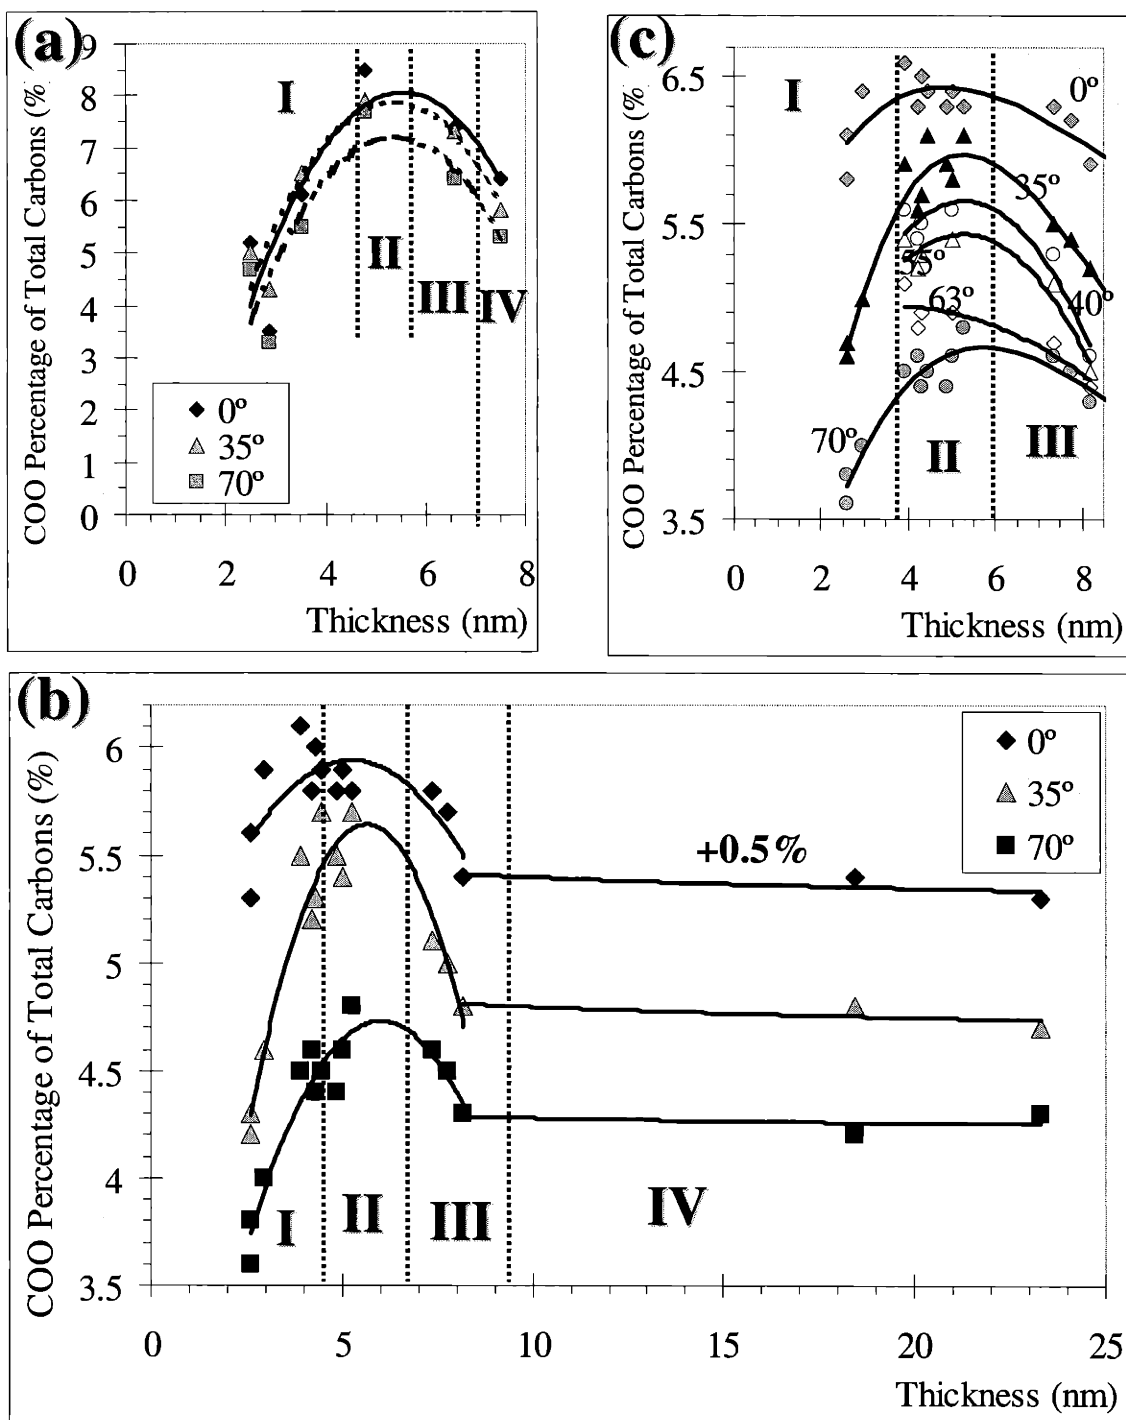 (a)
COO Percentage of Total Carbons (%
9
8
7
6
5
4
3
2
1
0
I
II
III
IV
0º
35º
70º
0 2 4 6 8
Thickness (nm)
(c)
COO Percentage of Total Carbons (%
6.5
5.5
4.5
3.5
I
0º
35º
40º
63º
70º
II
III
0 2 4 6 8
Thickness (nm)
(b)
COO Percentage of Total Carbons (%)
6
5.5
5
4.5
4
3.5
0º
35º
70º
+0.5%
I
II
III
IV
0 5 10 15 20 25
Thickness (nm)